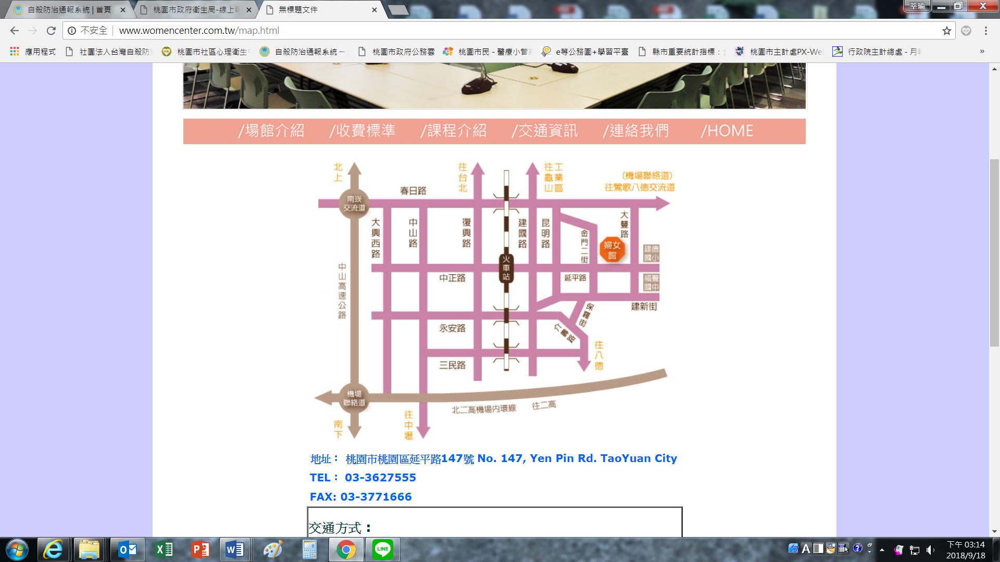 自殺防治通報系統 | 首頁
桃園市政府衛生局-線上報
無標題文件
莘瑜
不安全
www.womencenter.com.tw/map.html
應用程式
社團法人台灣自殺防治
桃園市社區心理衛生中
自殺防治通報系統 ─
桃園市政府公務雲
桃園市民 - 醫療小管家
e等公務園+學習平臺
縣市重要統計指標：全
桃園市主計處PX-Web
行政院主計總處 - 月報
»
/場館介紹
/收費標準
/課程介紹
/交通資訊
/連絡我們
/HOME
北上
往台北
往龜山
工業區
(機場聯絡道)
往鶯歌八德交流道
春日路
南崁
交流道
大興西路
中山路
復興路
建國路
昆明路
金門二街
大豐路
婦女
館
建德
國小
火車站
中山高速公路
中正路
延平路
福豐
國中
建新街
保羅街
永安路
介壽路
往八德
三民路
機場
聯絡道
北二高機場內環線
往二高
往中壢
南下
地址： 桃園市桃園區延平路147號 No. 147, Yen Pin Rd. TaoYuan City
TEL： 03-3627555
FAX: 03-3771666
交通方式：
LINE
A
下午 03:14
2018/9/18